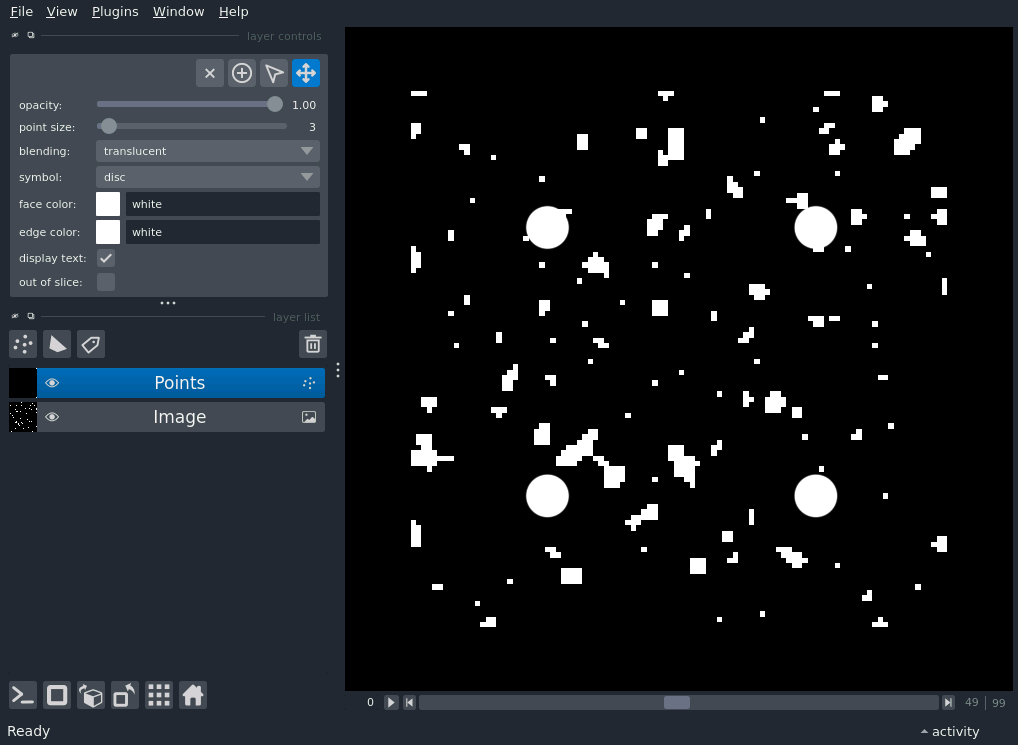 File View Plugins Window Help
layer controls
opacity: 1.00
point size: 3
blending: translucent
symbol: disc
face color: white
edge color: white
display text:
out of slice:
layer list
Points
Image
0 49 | 99
Ready activity